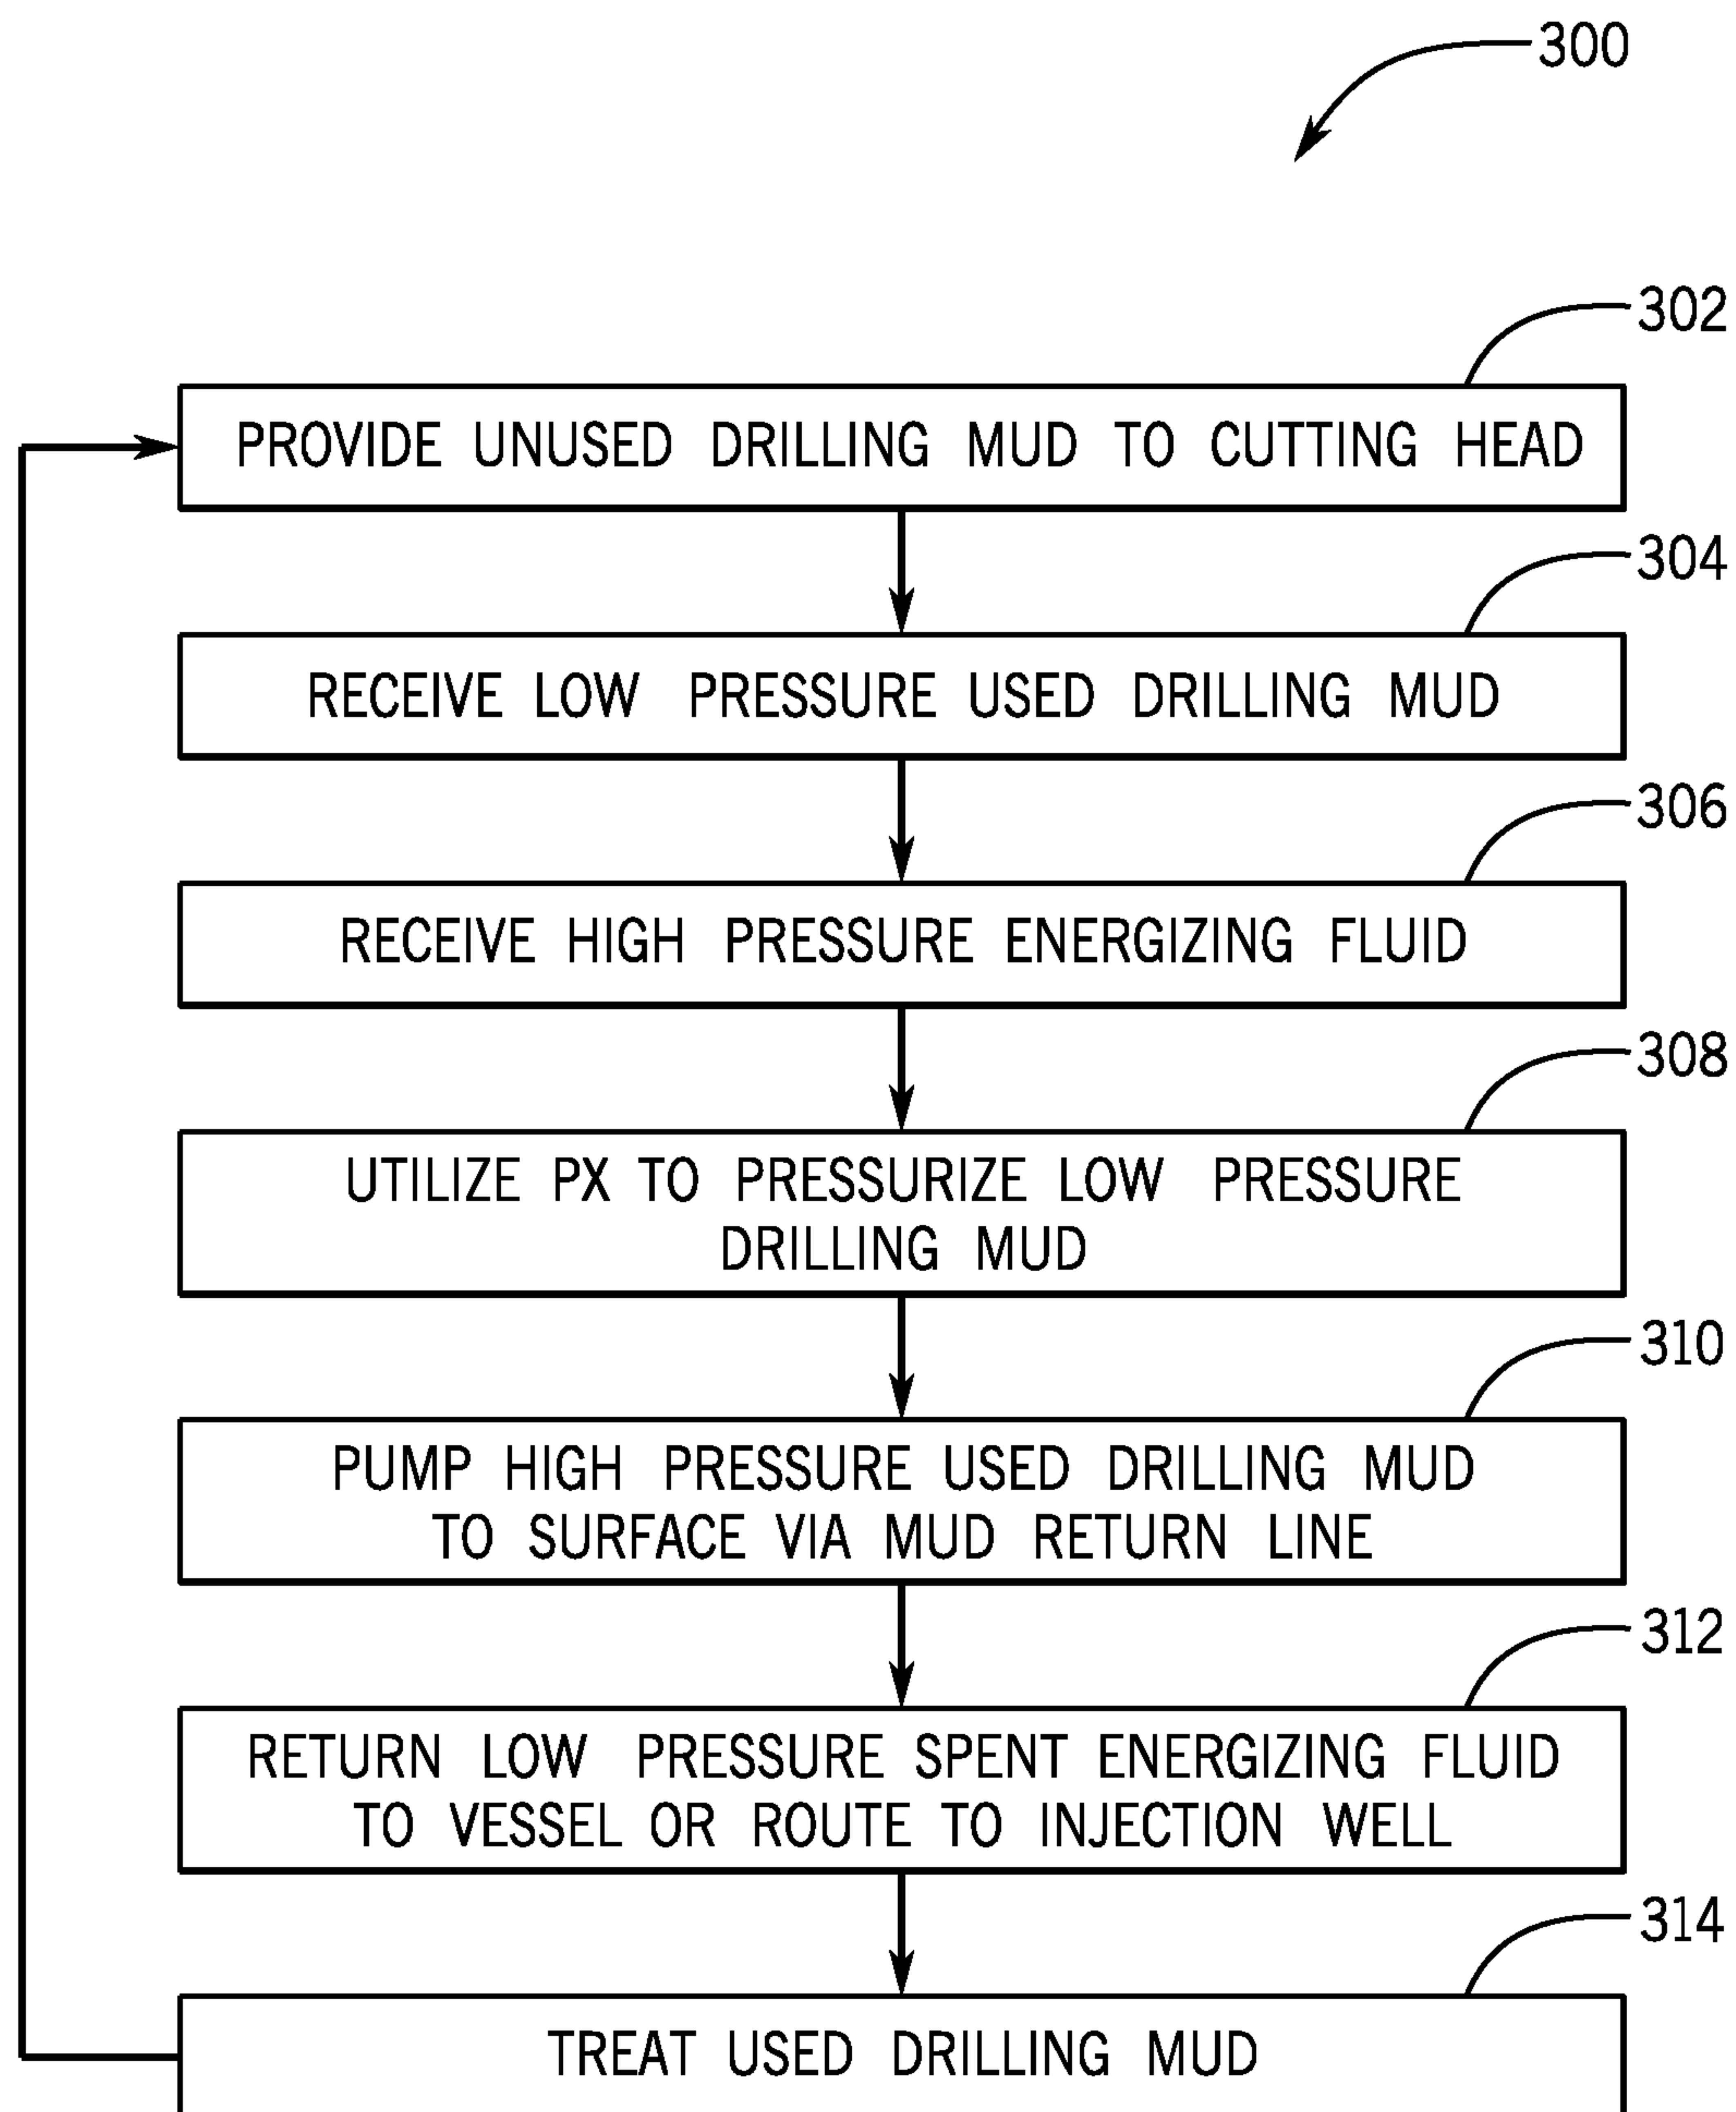 300
302
PROVIDE UNUSED DRILLING MUD TO CUTTING HEAD
304
RECEIVE LOW PRESSURE USED DRILLING MUD
306
RECEIVE HIGH PRESSURE ENERGIZING FLUID
308
UTILIZE PX TO PRESSURIZE LOW PRESSURE
DRILLING MUD
310
PUMP HIGH PRESSURE USED DRILLING MUD
TO SURFACE VIA MUD RETURN LINE
312
RETURN LOW PRESSURE SPENT ENERGIZING FLUID
TO VESSEL OR ROUTE TO INJECTION WELL
314
TREAT USED DRILLING MUD